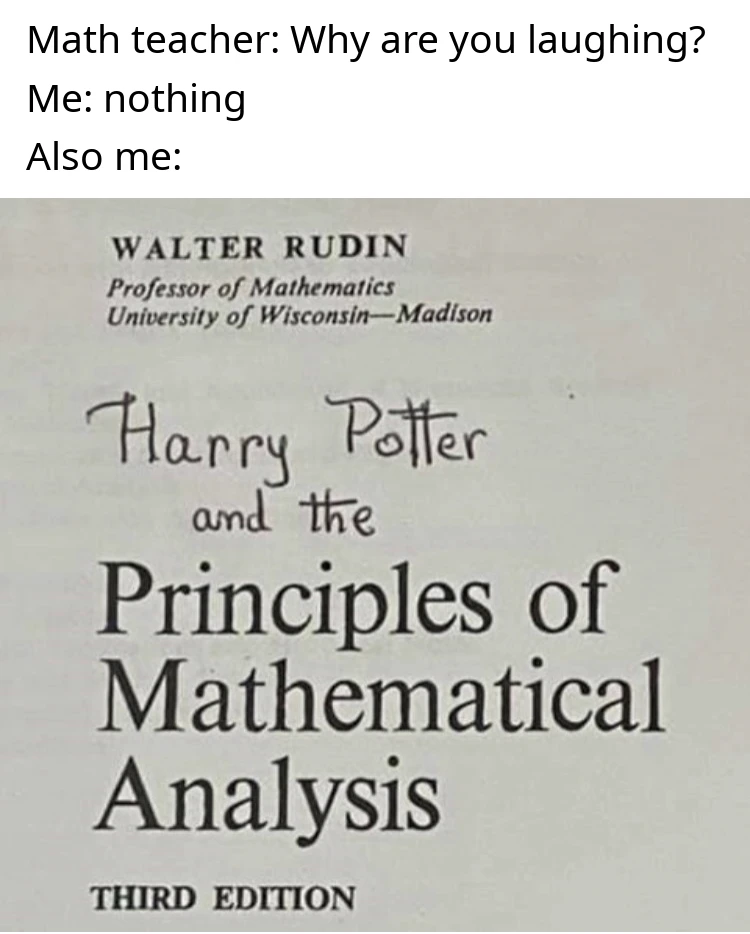 Math teacher: Why are you laughing?
Me: nothing
Also me:
WALTER RUDIN
Professor of Mathematics
University of Wisconsin—Madison
Harry Potter
and the
Principles of
Mathematical
Analysis
THIRD EDITION